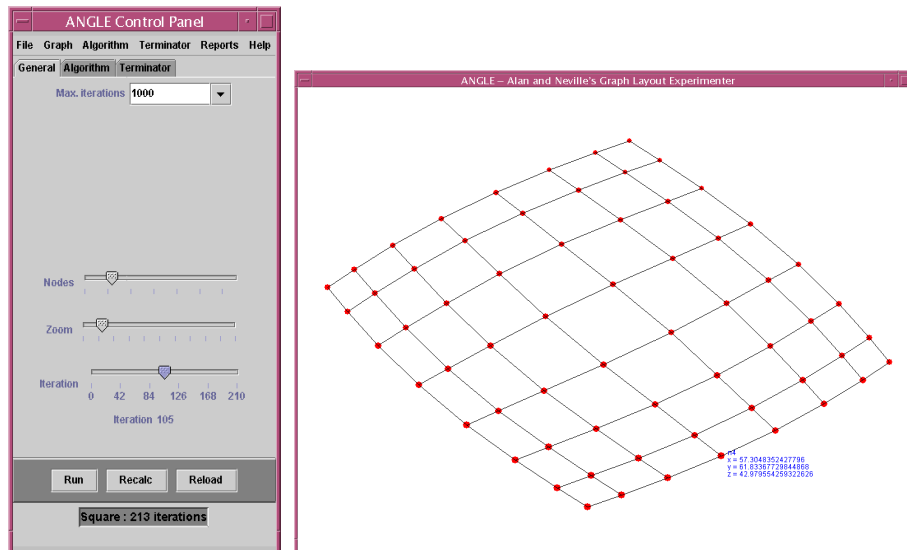 ANGLE Control Panel
File Graph Algorithm Terminator Reports Help
General Algorithm Terminator
Max. iterations 1000
Nodes
Zoom
Iteration
0 42 84 126 168 210
Iteration 105
Run Recalc Reload
Square : 213 iterations
ANGLE – Alan and Neville's Graph Layout Experimenter
n4
x = 57.3048352427796
y = 61.83367729844868
z = 42.979554259322626